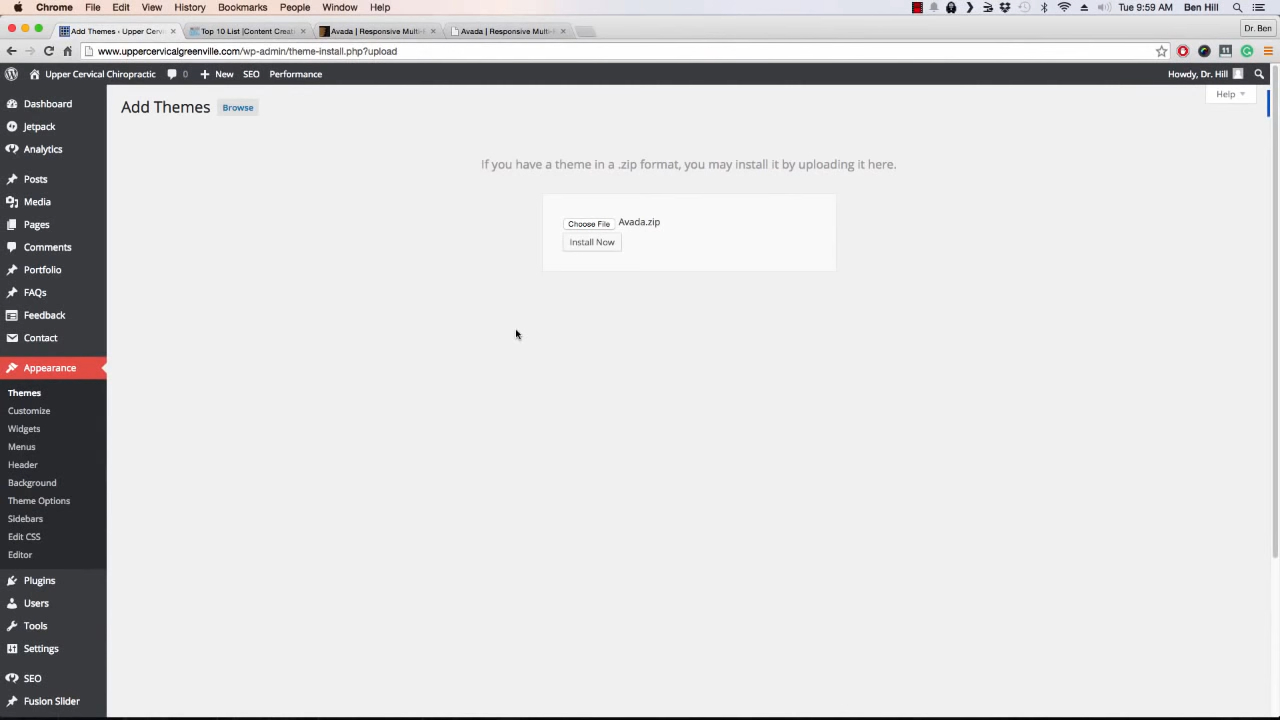 Chrome File Edit View History Bookmarks People Window Help Tue 9:59 AM Ben Hill
Add Themes ‹ Upper Cervi × Top 10 List |Content Creat × Avada | Responsive Multi- × Avada | Responsive Multi- × Dr. Ben
www.uppercervicalgreenville.com/wp-admin/theme-install.php?upload
Upper Cervical Chiropractic 0 + New SEO Performance Howdy, Dr. Hill
Help
Dashboard
Jetpack
Analytics
Posts
Media
Pages
Comments
Portfolio
FAQs
Feedback
Contact
Appearance
Themes
Customize
Widgets
Menus
Header
Background
Theme Options
Sidebars
Edit CSS
Editor
Plugins
Users
Tools
Settings
SEO
Fusion Slider
Add Themes Browse
If you have a theme in a .zip format, you may install it by uploading it here.
Choose File Avada.zip
Install Now